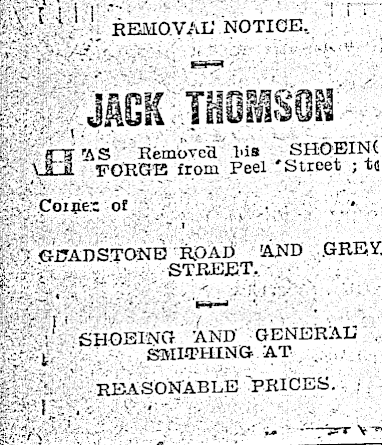 REMOVAL NOTICE.
JACK THOMSON
HAS Removed his SHOEING
FORGE from Peel Street ; to
Corner of
GLADSTONE ROAD AND GREY
STREET.
SHOEING AND GENERAL
SMITHING AT
REASONABLE PRICES.